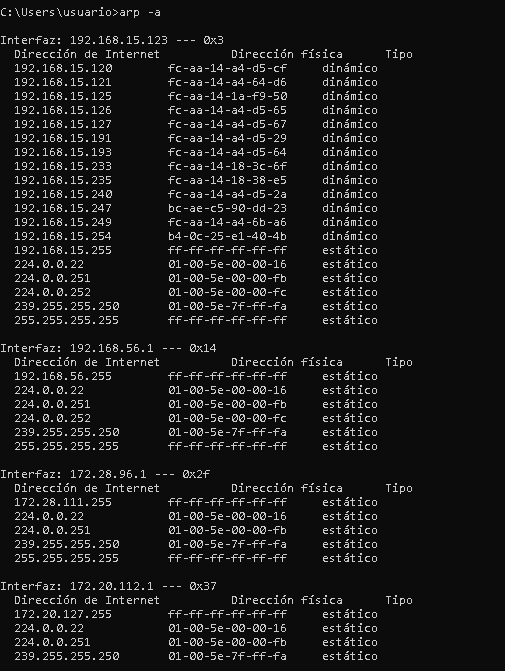 C:\Users\usuario>arp -a
Interfaz: 192.168.15.123 --- 0x3
Dirección de Internet Dirección física Tipo
192.168.15.120 fc-aa-14-a4-d5-cf dinámico
192.168.15.121 fc-aa-14-a4-64-d6 dinámico
192.168.15.125 fc-aa-14-1a-f9-50 dinámico
192.168.15.126 fc-aa-14-a4-d5-65 dinámico
192.168.15.127 fc-aa-14-a4-d5-67 dinámico
192.168.15.191 fc-aa-14-a4-d5-29 dinámico
192.168.15.193 fc-aa-14-a4-d5-64 dinámico
192.168.15.233 fc-aa-14-18-3c-6f dinámico
192.168.15.235 fc-aa-14-18-38-e5 dinámico
192.168.15.240 fc-aa-14-a4-d5-2a dinámico
192.168.15.247 bc-ae-c5-90-dd-23 dinámico
192.168.15.249 fc-aa-14-a4-6b-a6 dinámico
192.168.15.254 b4-0c-25-e1-40-4b dinámico
192.168.15.255 ff-ff-ff-ff-ff-ff estático
224.0.0.22 01-00-5e-00-00-16 estático
224.0.0.251 01-00-5e-00-00-fb estático
224.0.0.252 01-00-5e-00-00-fc estático
239.255.255.250 01-00-5e-7f-ff-fa estático
255.255.255.255 ff-ff-ff-ff-ff-ff estático
Interfaz: 192.168.56.1 --- 0x14
Dirección de Internet Dirección física Tipo
192.168.56.255 ff-ff-ff-ff-ff-ff estático
224.0.0.22 01-00-5e-00-00-16 estático
224.0.0.251 01-00-5e-00-00-fb estático
224.0.0.252 01-00-5e-00-00-fc estático
239.255.255.250 01-00-5e-7f-ff-fa estático
255.255.255.255 ff-ff-ff-ff-ff-ff estático
Interfaz: 172.28.96.1 --- 0x2f
Dirección de Internet Dirección física Tipo
172.28.111.255 ff-ff-ff-ff-ff-ff estático
224.0.0.22 01-00-5e-00-00-16 estático
224.0.0.251 01-00-5e-00-00-fb estático
239.255.255.250 01-00-5e-7f-ff-fa estático
255.255.255.255 ff-ff-ff-ff-ff-ff estático
Interfaz: 172.20.112.1 --- 0x37
Dirección de Internet Dirección física Tipo
172.20.127.255 ff-ff-ff-ff-ff-ff estático
224.0.0.22 01-00-5e-00-00-16 estático
224.0.0.251 01-00-5e-00-00-fb estático
239.255.255.250 01-00-5e-7f-ff-fa estático